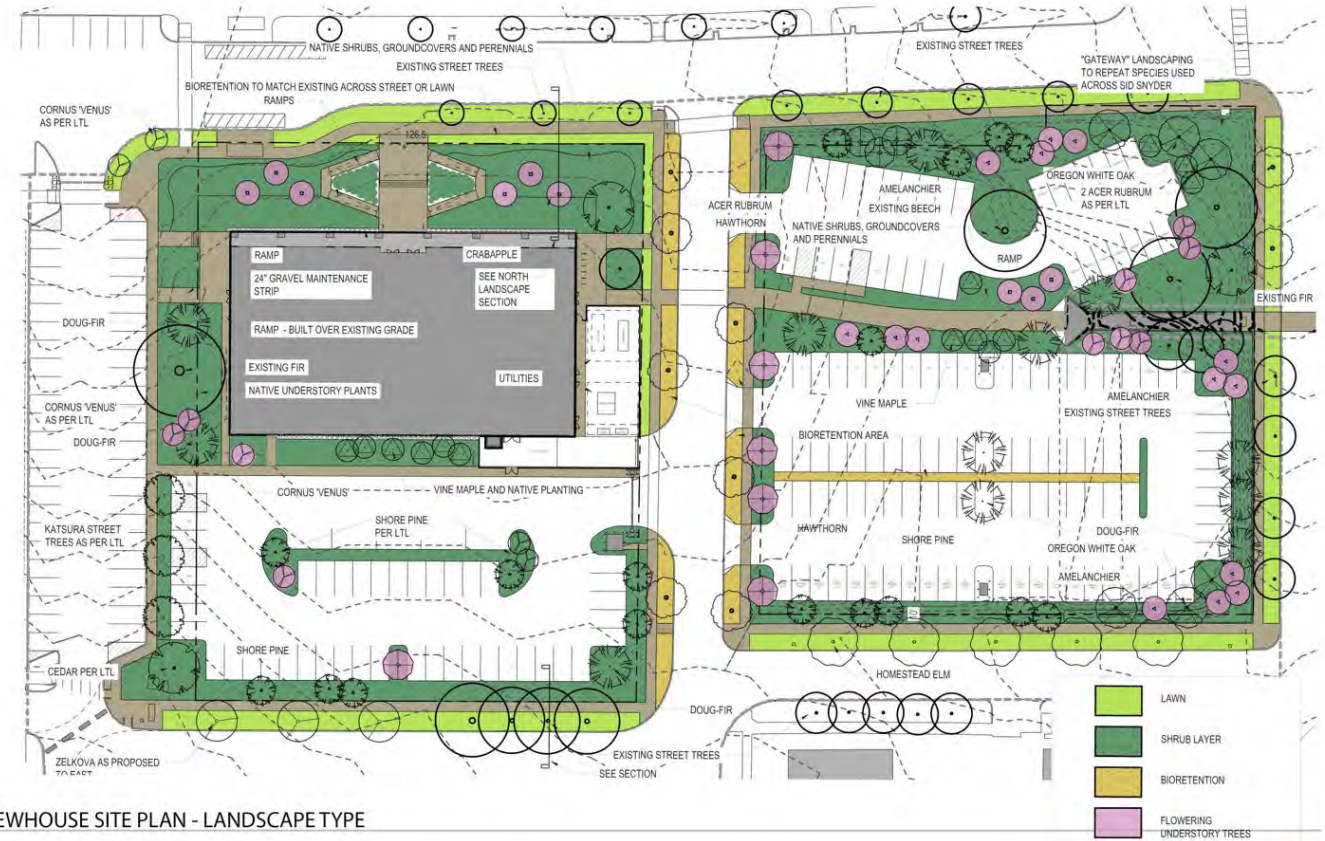 NATIVE SHRUBS, GROUNDCOVERS AND PERENNIALS
EXISTING STREET TREES
BIORETENTION TO MATCH EXISTING ACROSS STREET OR LAWN
RAMPS
CORNUS 'VENUS'
AS PER LTL
126.5
EXISTING STREET TREES
"GATEWAY" LANDSCAPING
TO REPEAT SPECIES USED
ACROSS SID SNYDER
OREGON WHITE OAK
2 ACER RUBRUM
AS PER LTL
AMELANCHIER
EXISTING BEECH
ACER RUBRUM
HAWTHORN
NATIVE SHRUBS, GROUNDCOVERS
AND PERENNIALS
RAMP
EXISTING FIR
RAMP
24" GRAVEL MAINTENANCE
STRIP
RAMP - BUILT OVER EXISTING GRADE
EXISTING FIR
NATIVE UNDERSTORY PLANTS
CRABAPPLE
SEE NORTH
LANDSCAPE
SECTION
UTILITIES
DOUG-FIR
CORNUS 'VENUS'
AS PER LTL
DOUG-FIR
VINE MAPLE
AMELANCHIER
EXISTING STREET TREES
BIORETENTION AREA
CORNUS 'VENUS'
VINE MAPLE AND NATIVE PLANTING
KATSURA STREET
TREES AS PER LTL
SHORE PINE
PER LTL
HAWTHORN
SHORE PINE
DOUG-FIR
OREGON WHITE OAK
AMELANCHIER
SHORE PINE
CEDAR PER LTL
HOMESTEAD ELM
DOUG-FIR
EXISTING STREET TREES
SEE SECTION
ZELKOVA AS PROPOSED
TO EAST
LAWN
SHRUB LAYER
BIORETENTION
FLOWERING
UNDERSTORY TREES
EWHOUSE SITE PLAN - LANDSCAPE TYPE